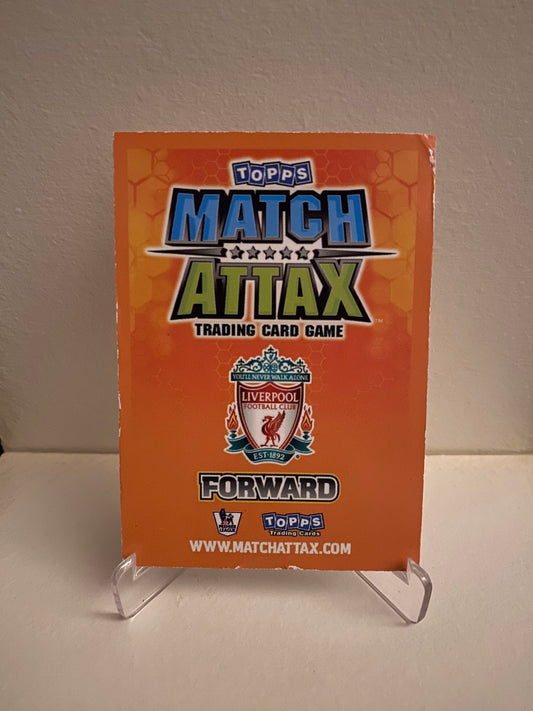 TOPPS
MATCH
ATTAX™
TRADING CARD GAME
YOU'LL NEVER WALK ALONE
LIVERPOOL
FOOTBALL CLUB
EST·1892
FORWARD
TOPPS
Trading Cards
WWW.MATCHATTAX.COM